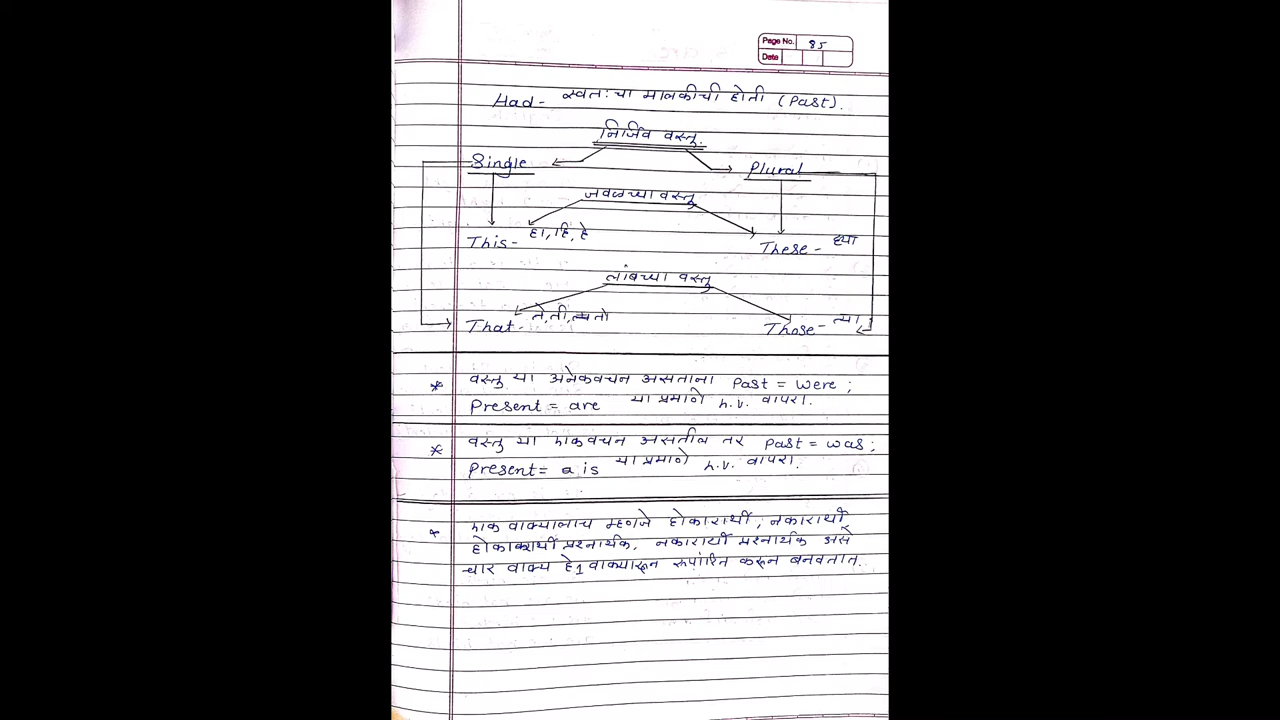 Page No. 85
Date
Had- स्वतः चा मालकीची होती (Past).
निर्जिव वस्तु.
Single Plural
जवळच्या वस्तु
This- हा, हि, हे These- ह्या
लांबच्या वस्तु
That- ते, ती, तो Those- त्या
* वस्तु या अनेकवचन असताना Past = were ;
Present = are या प्रमाणे h.v. वापरा.
* वस्तु या एकवचन असतील तर Past = was;
Present = a is या प्रमाणे h.v. वापरा.
* एक वाक्यालाच म्हणजे होकारार्थी, नकारार्थी
होकारार्थी प्रश्नार्थक, नकारार्थी प्रश्नार्थक असे
चार वाक्य हे 1 वाक्याहून रुपांरित करून बनवतात.